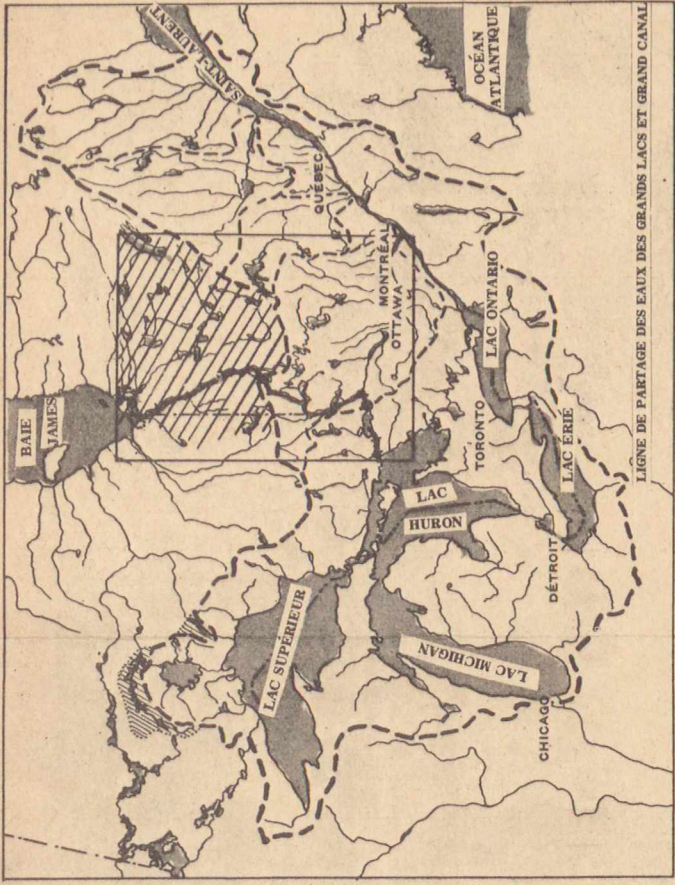 SAINT-LAURENT
OCÉAN
ATLANTIQUE
QUÉBEC
BAIE
JAMES
MONTRÉAL
OTTAWA
LAC ONTARIO
TORONTO
LAC ERIE
LAC
HURON
DÉTROIT
LAC SUPÉRIEUR
LAC MICHIGAN
CHICAGO
LIGNE DE PARTAGE DES EAUX DES GRANDS LACS ET GRAND CANAL